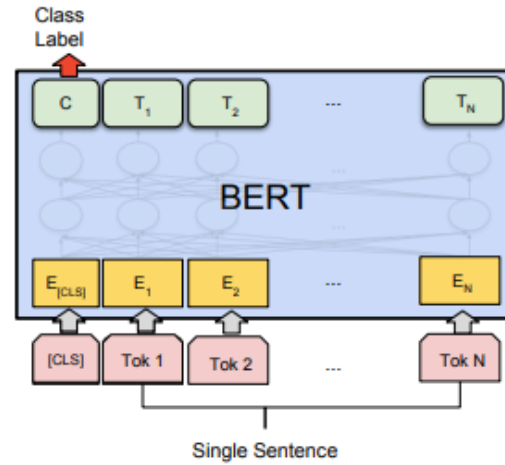 Class
Label
C T1 T2 ... TN
...
BERT
...
E[CLS] E1 E2 ... EN
[CLS] Tok 1 Tok 2 ... Tok N
Single Sentence